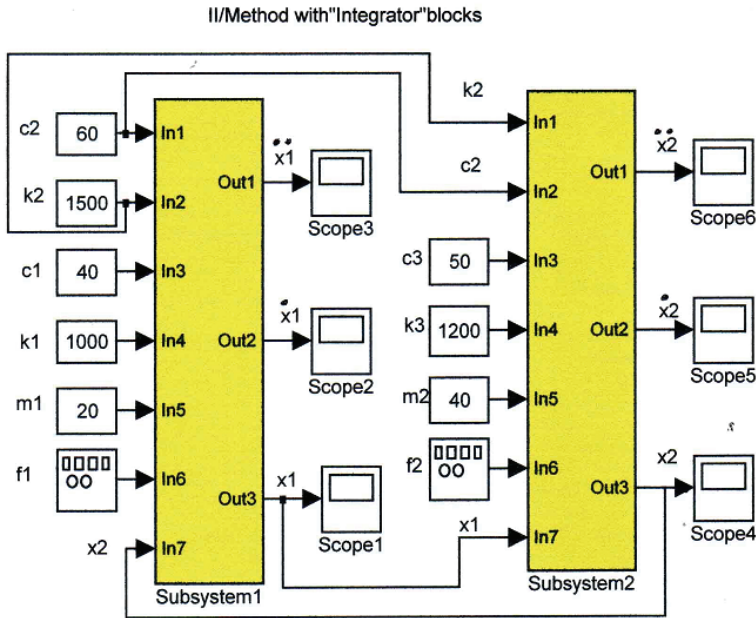 II/Method with"Integrator"blocks
c2
60
k2
1500
c1
40
k1
1000
m1
20
f1
x2
In1
In2
In3
In4
In5
In6
In7
Out1
Out2
Out3
Subsystem1
ẍ1
Scope3
ẋ1
Scope2
x1
Scope1
k2
c2
c3
50
k3
1200
m2
40
f2
x1
In1
In2
In3
In4
In5
In6
In7
Out1
Out2
Out3
Subsystem2
ẍ2
Scope6
ẋ2
Scope5
x2
Scope4